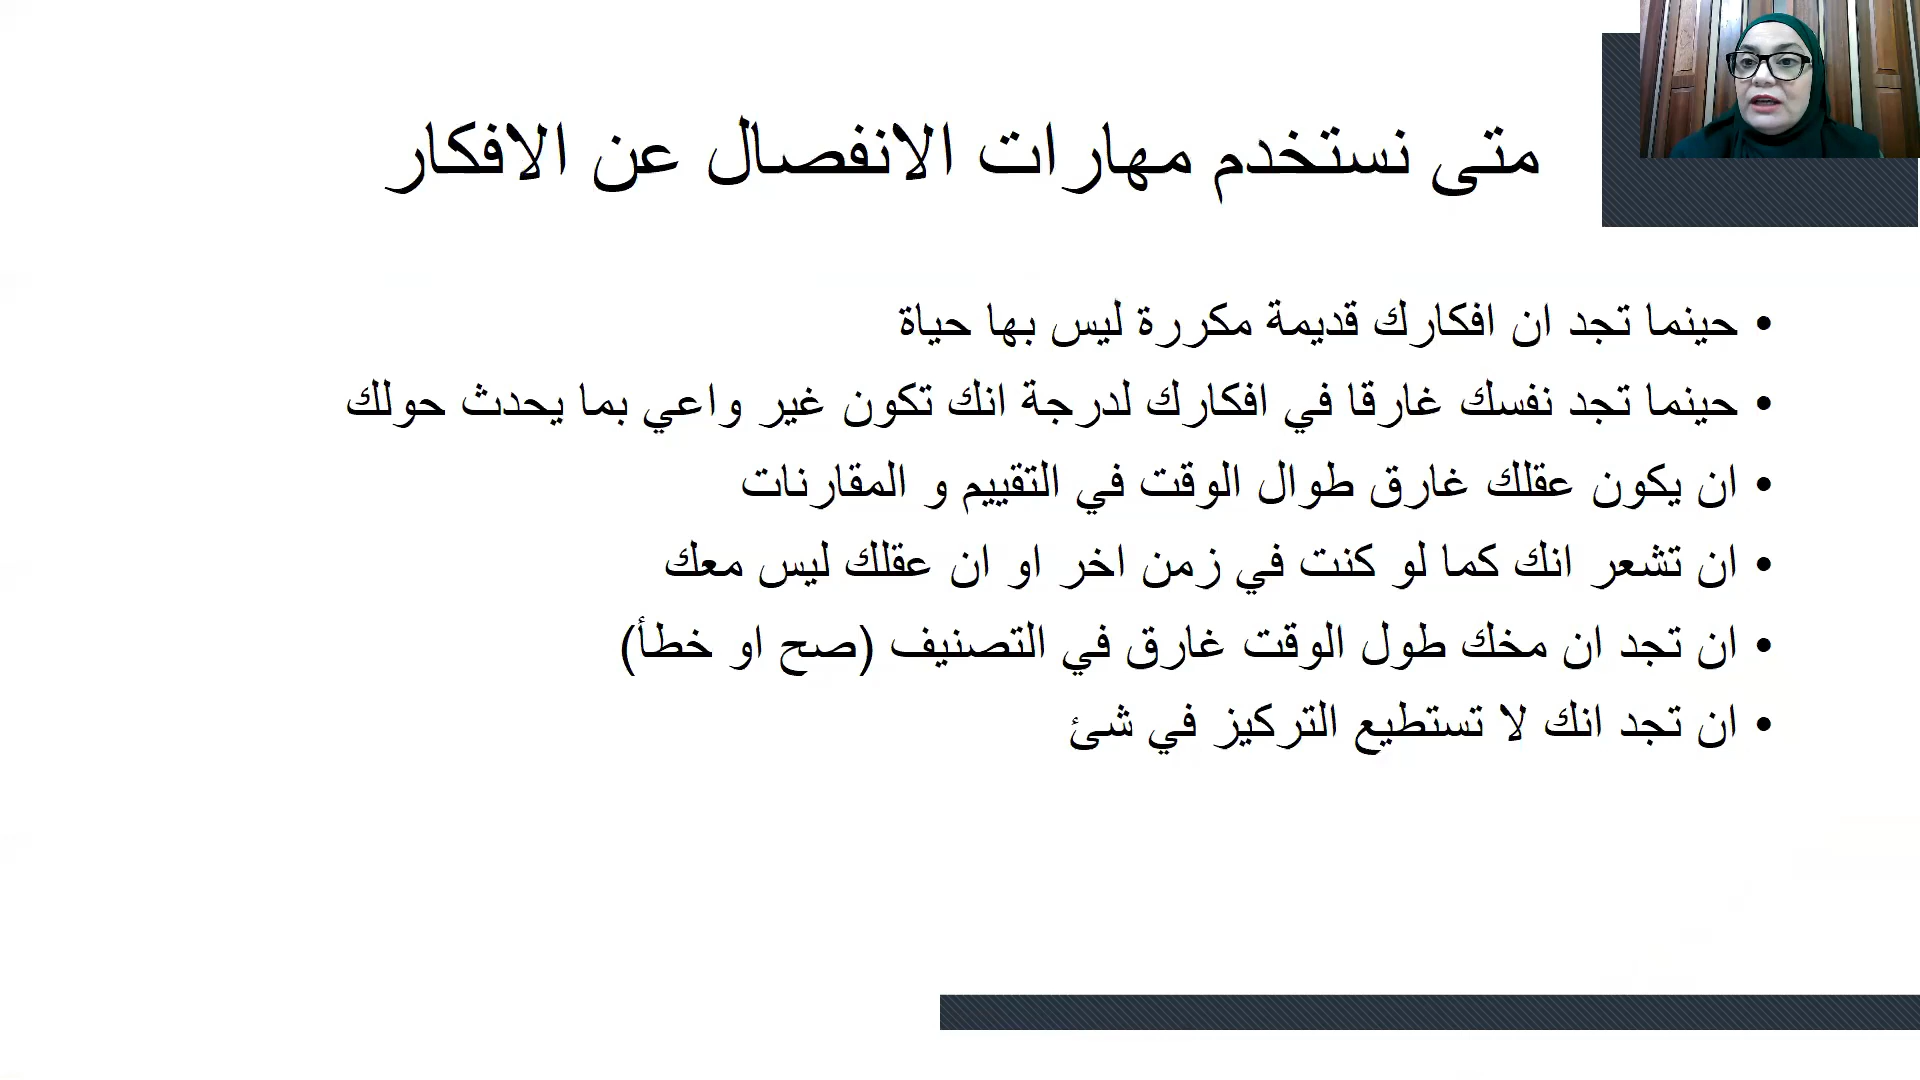 متى نستخدم مهارات الانفصال عن الافكار
• حينما تجد ان افكارك قديمة مكررة ليس بها حياة
• حينما تجد نفسك غارقا في افكارك لدرجة انك تكون غير واعي بما يحدث حولك
• ان يكون عقلك غارق طوال الوقت في التقييم و المقارنات
• ان تشعر انك كما لو كنت في زمن اخر او ان عقلك ليس معك
• ان تجد ان مخك طول الوقت غارق في التصنيف (صح او خطأ)
• ان تجد انك لا تستطيع التركيز في شئ